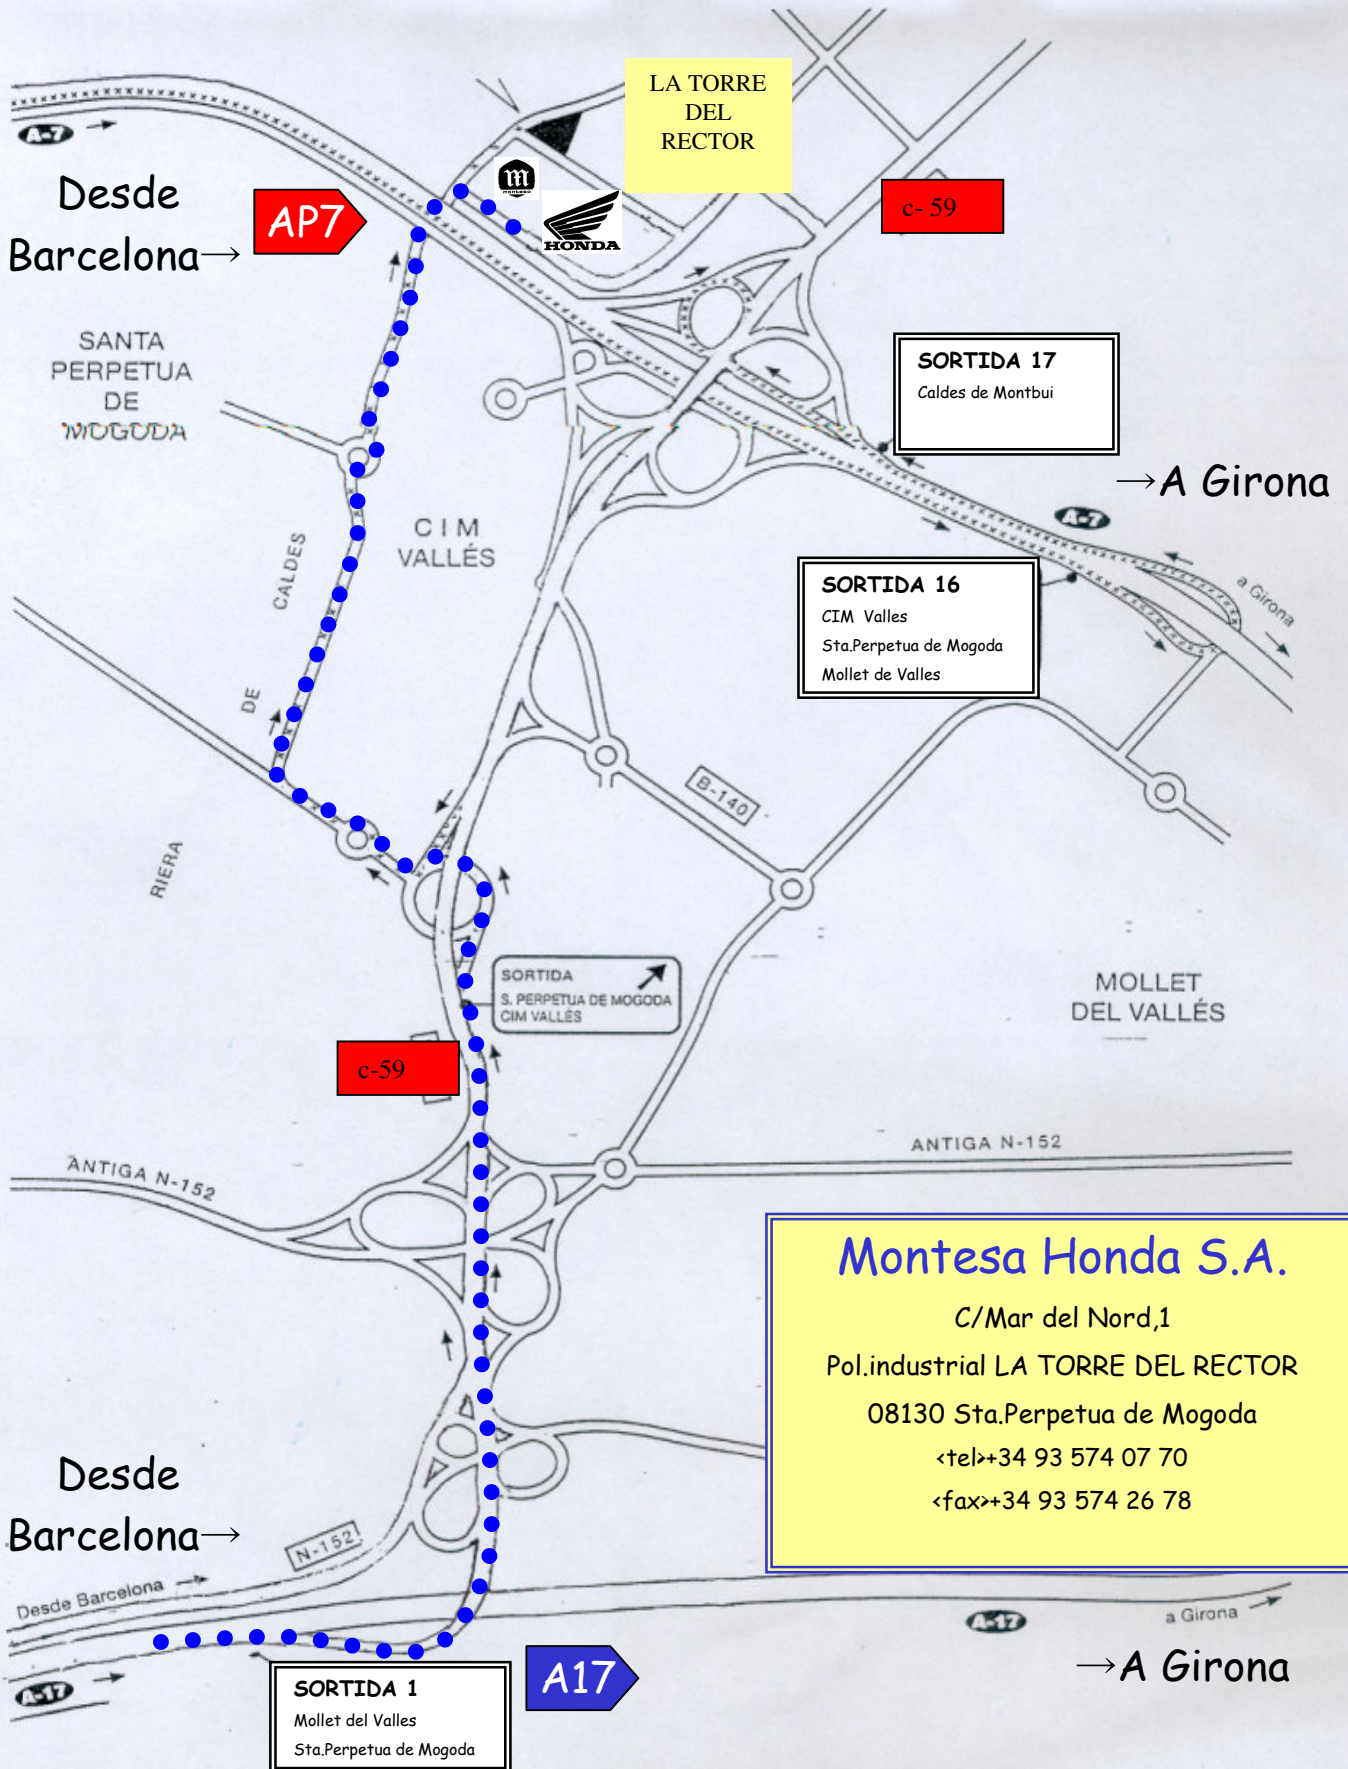 LA TORRE
DEL
RECTOR
A-7
Desde
Barcelona→
AP7
m
montesa
HONDA
c- 59
SANTA
PERPETUA
DE
MOGODA
SORTIDA 17
Caldes de Montbui
→A Girona
A-7
CIM
VALLÉS
CALDES
DE
RIERA
SORTIDA 16
CIM Valles
Sta.Perpetua de Mogoda
Mollet de Valles
a Girona
B-140
SORTIDA
S. PERPETUA DE MOGODA
CIM VALLÉS
MOLLET
DEL VALLÉS
c-59
ANTIGA N-152
ANTIGA N-152
Montesa Honda S.A.
C/Mar del Nord,1
Pol.industrial LA TORRE DEL RECTOR
08130 Sta.Perpetua de Mogoda
<tel>+34 93 574 07 70
<fax>+34 93 574 26 78
Desde
Barcelona→
N-152
Desde Barcelona
A-17
a Girona
A-17
→A Girona
A17
SORTIDA 1
Mollet del Valles
Sta.Perpetua de Mogoda